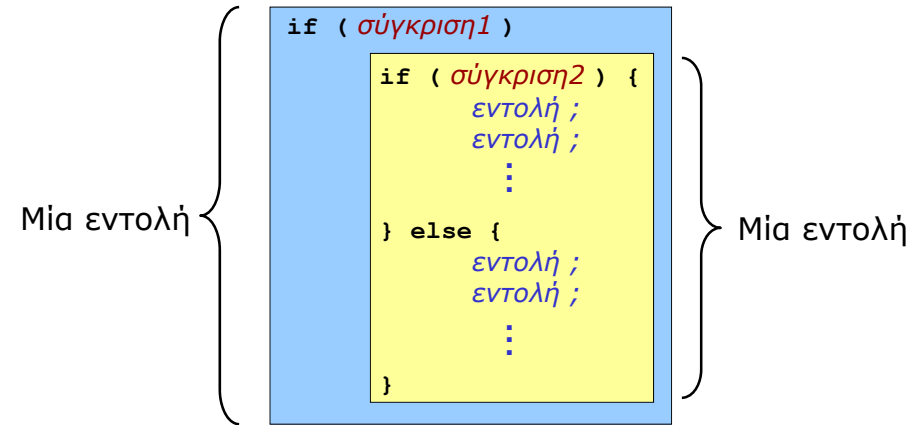 if ( σύγκριση1 )
if ( σύγκριση2 ) {
εντολή ;
εντολή ;
⋮
Μία εντολή
} else {
Μία εντολή
εντολή ;
εντολή ;
⋮
}